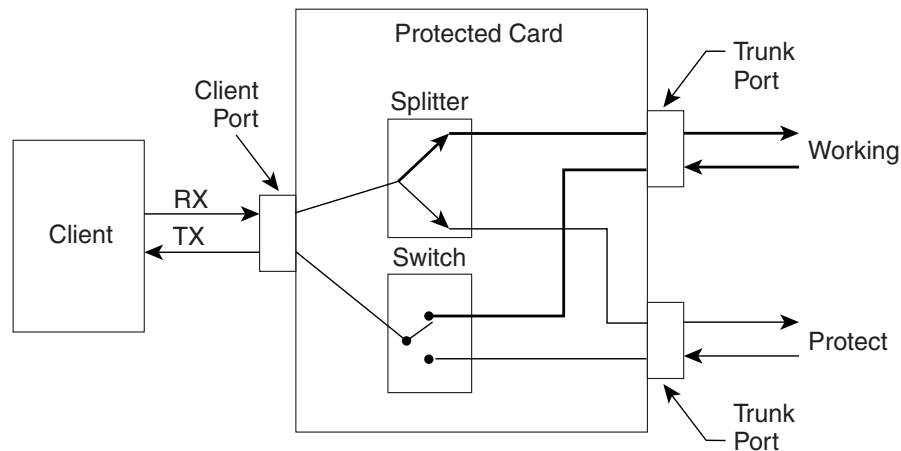 Protected Card
Trunk
Port
Client
Port
Splitter
Working
RX
Client
TX
Switch
Protect
Trunk
Port